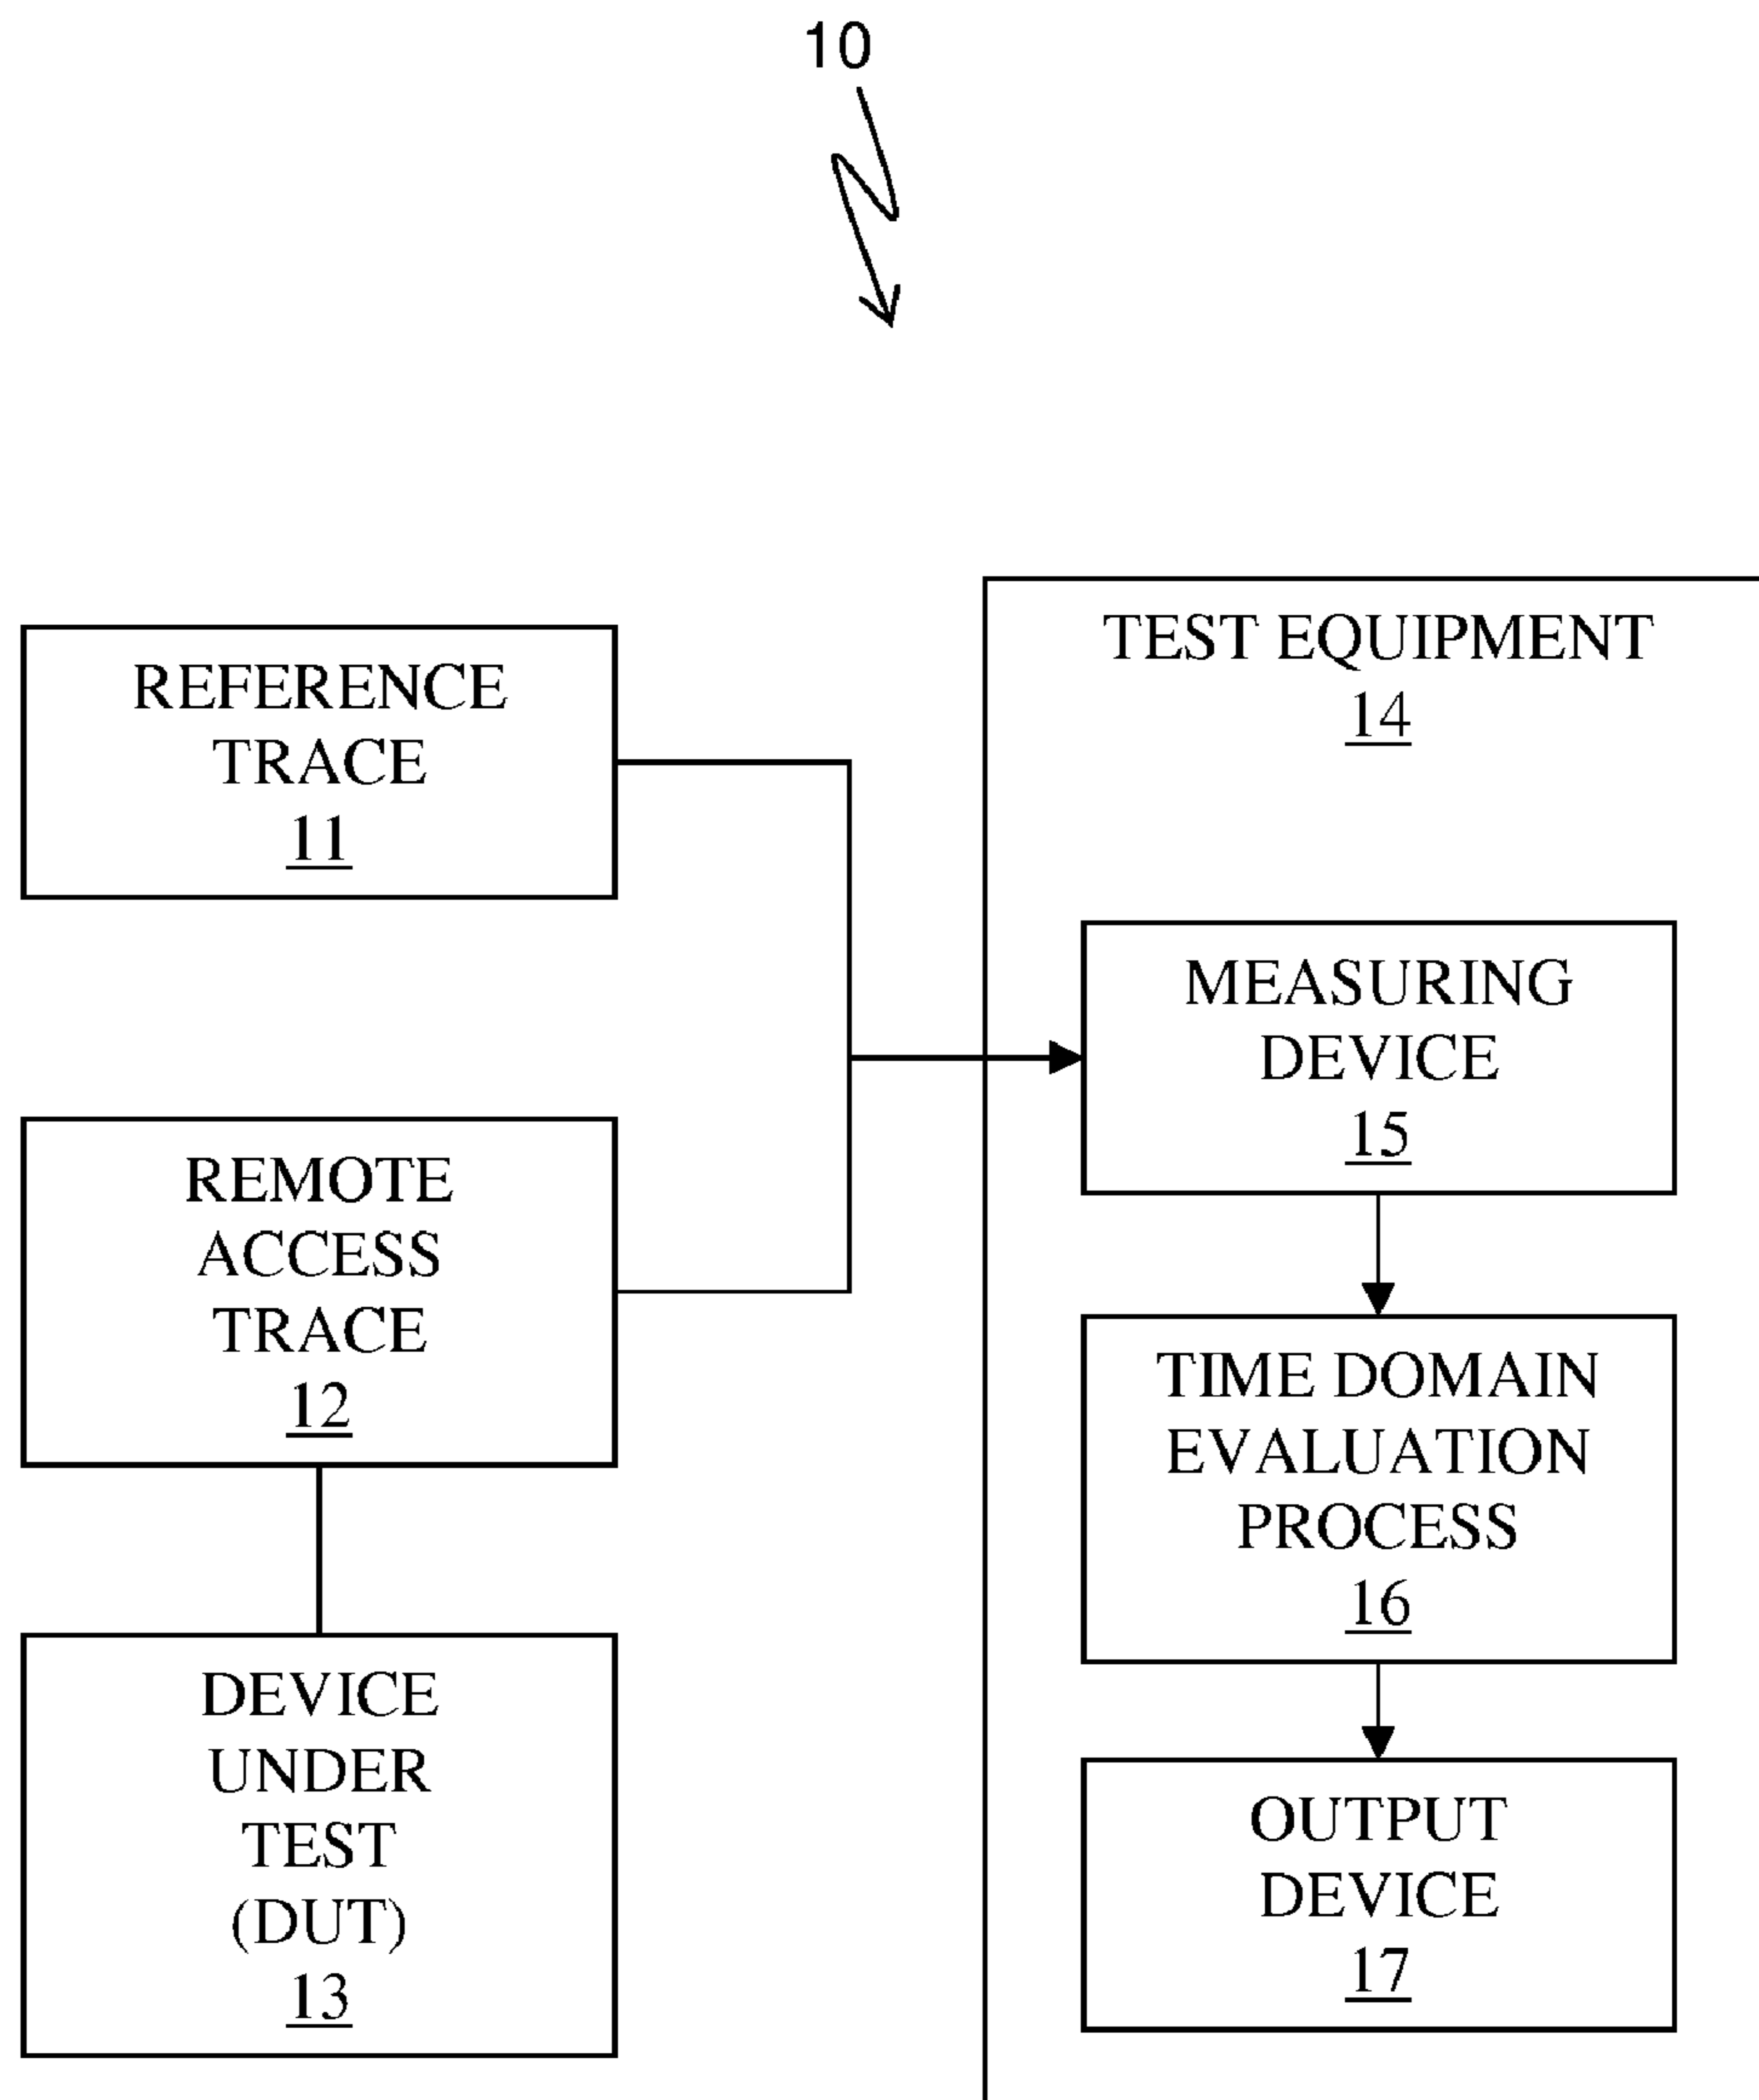 10
REFERENCE
TRACE
11
REMOTE
ACCESS
TRACE
12
DEVICE
UNDER
TEST
(DUT)
13
TEST EQUIPMENT
14
MEASURING
DEVICE
15
TIME DOMAIN
EVALUATION
PROCESS
16
OUTPUT
DEVICE
17